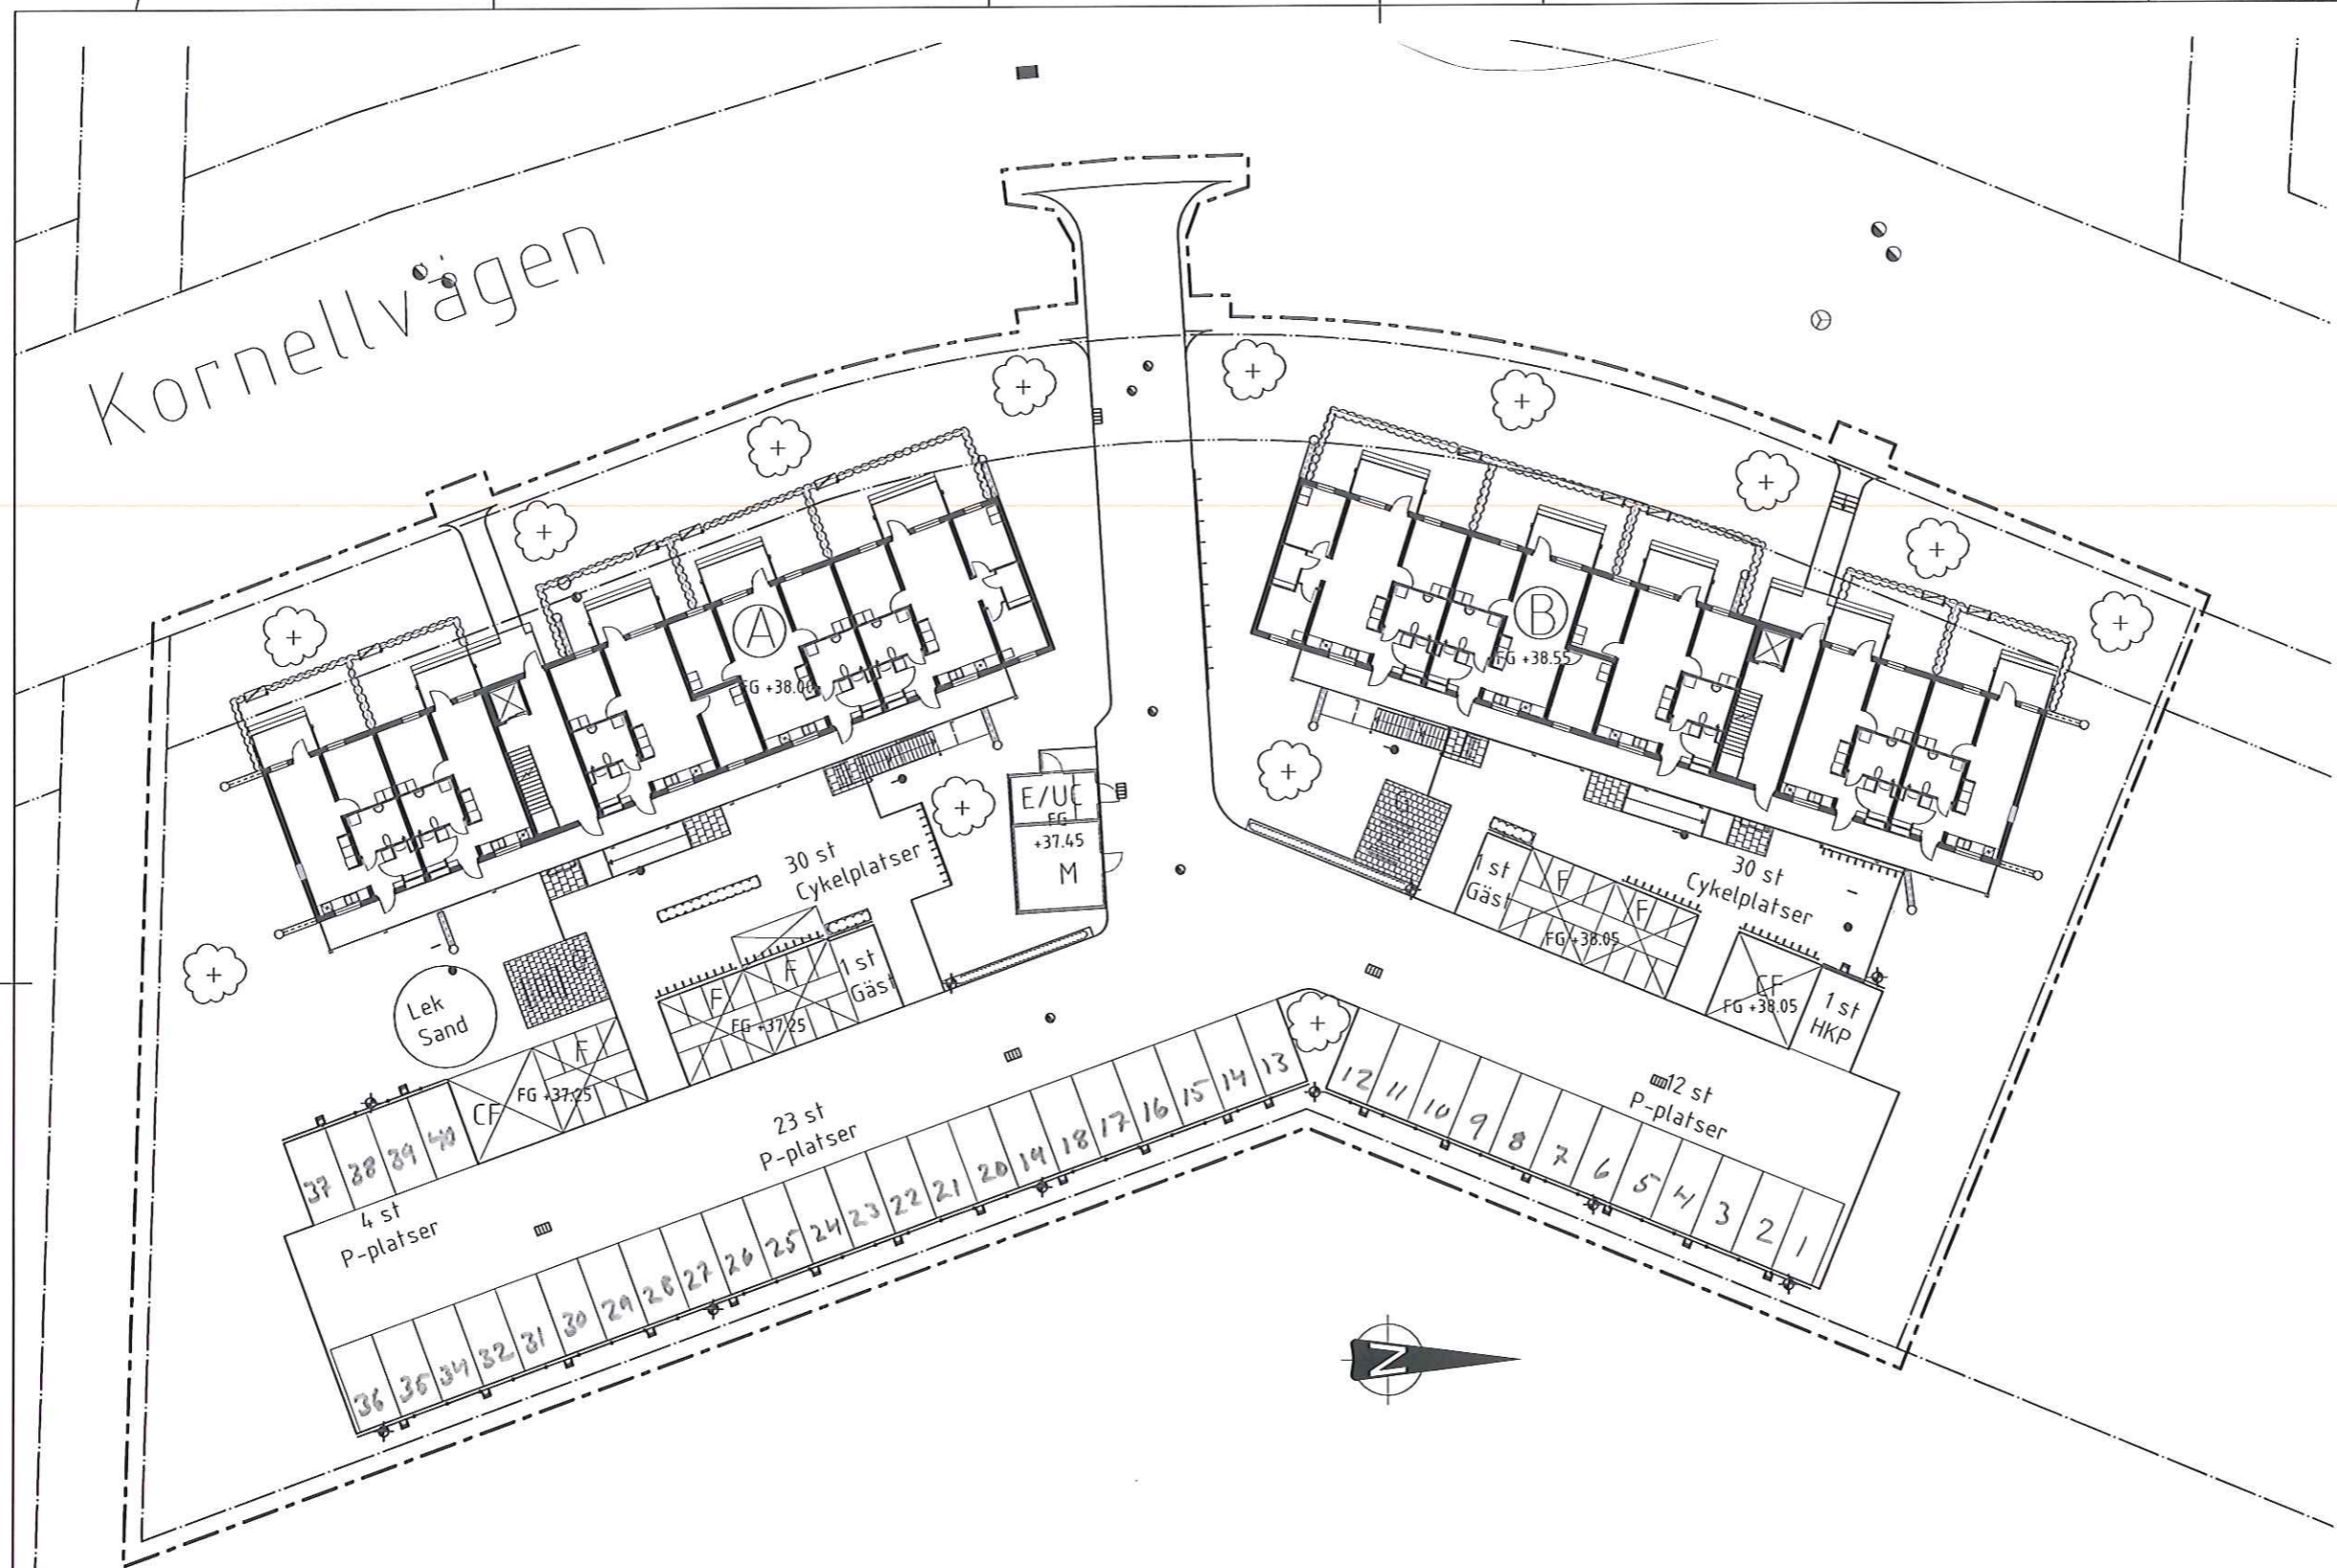 Kornellvägen
A
FG +38.00
B
FG +38.55
E/UC
FG
+37.45
M
30 st
Cykelplatser
30 st
Cykelplatser
1 st
Gäst
F
F
FG +38.05
CF
FG +38.05
1 st
HKP
Lek
Sand
F
F
FG +37.25
1 st
Gäst
CF
F
FG +37.25
37
38
39
40
4 st
P-platser
23 st
P-platser
12 st
P-platser
36
35
34
32
31
30
29
28
27
26
25
24
23
22
21
20
19
18
17
16
15
14
13
12
11
10
9
8
7
6
5
4
3
2
1
N